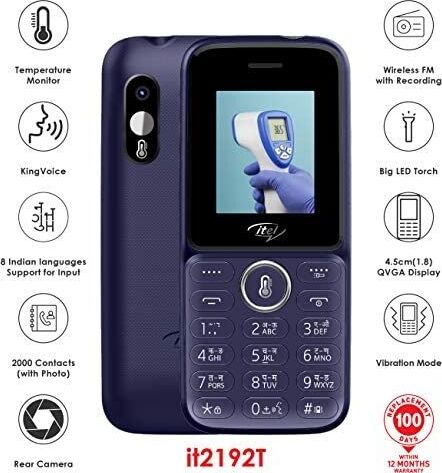 Temperature
Monitor
KingVoice
8 Indian languages
Support for Input
2000 Contacts
(with Photo)
Rear Camera
Wireless FM
with Recording
Big LED Torch
4.5cm(1.8)
QVGA Display
Vibration Mode
REPLACEMENT
100
DAYS
WITHIN
12 MONTHS
WARRANTY
itel
1
2 ABC
3 DEF
4 GHI
5 JKL
6 MNO
7 PQRS
8 TUV
9 WXYZ
* 0 #
it2192T